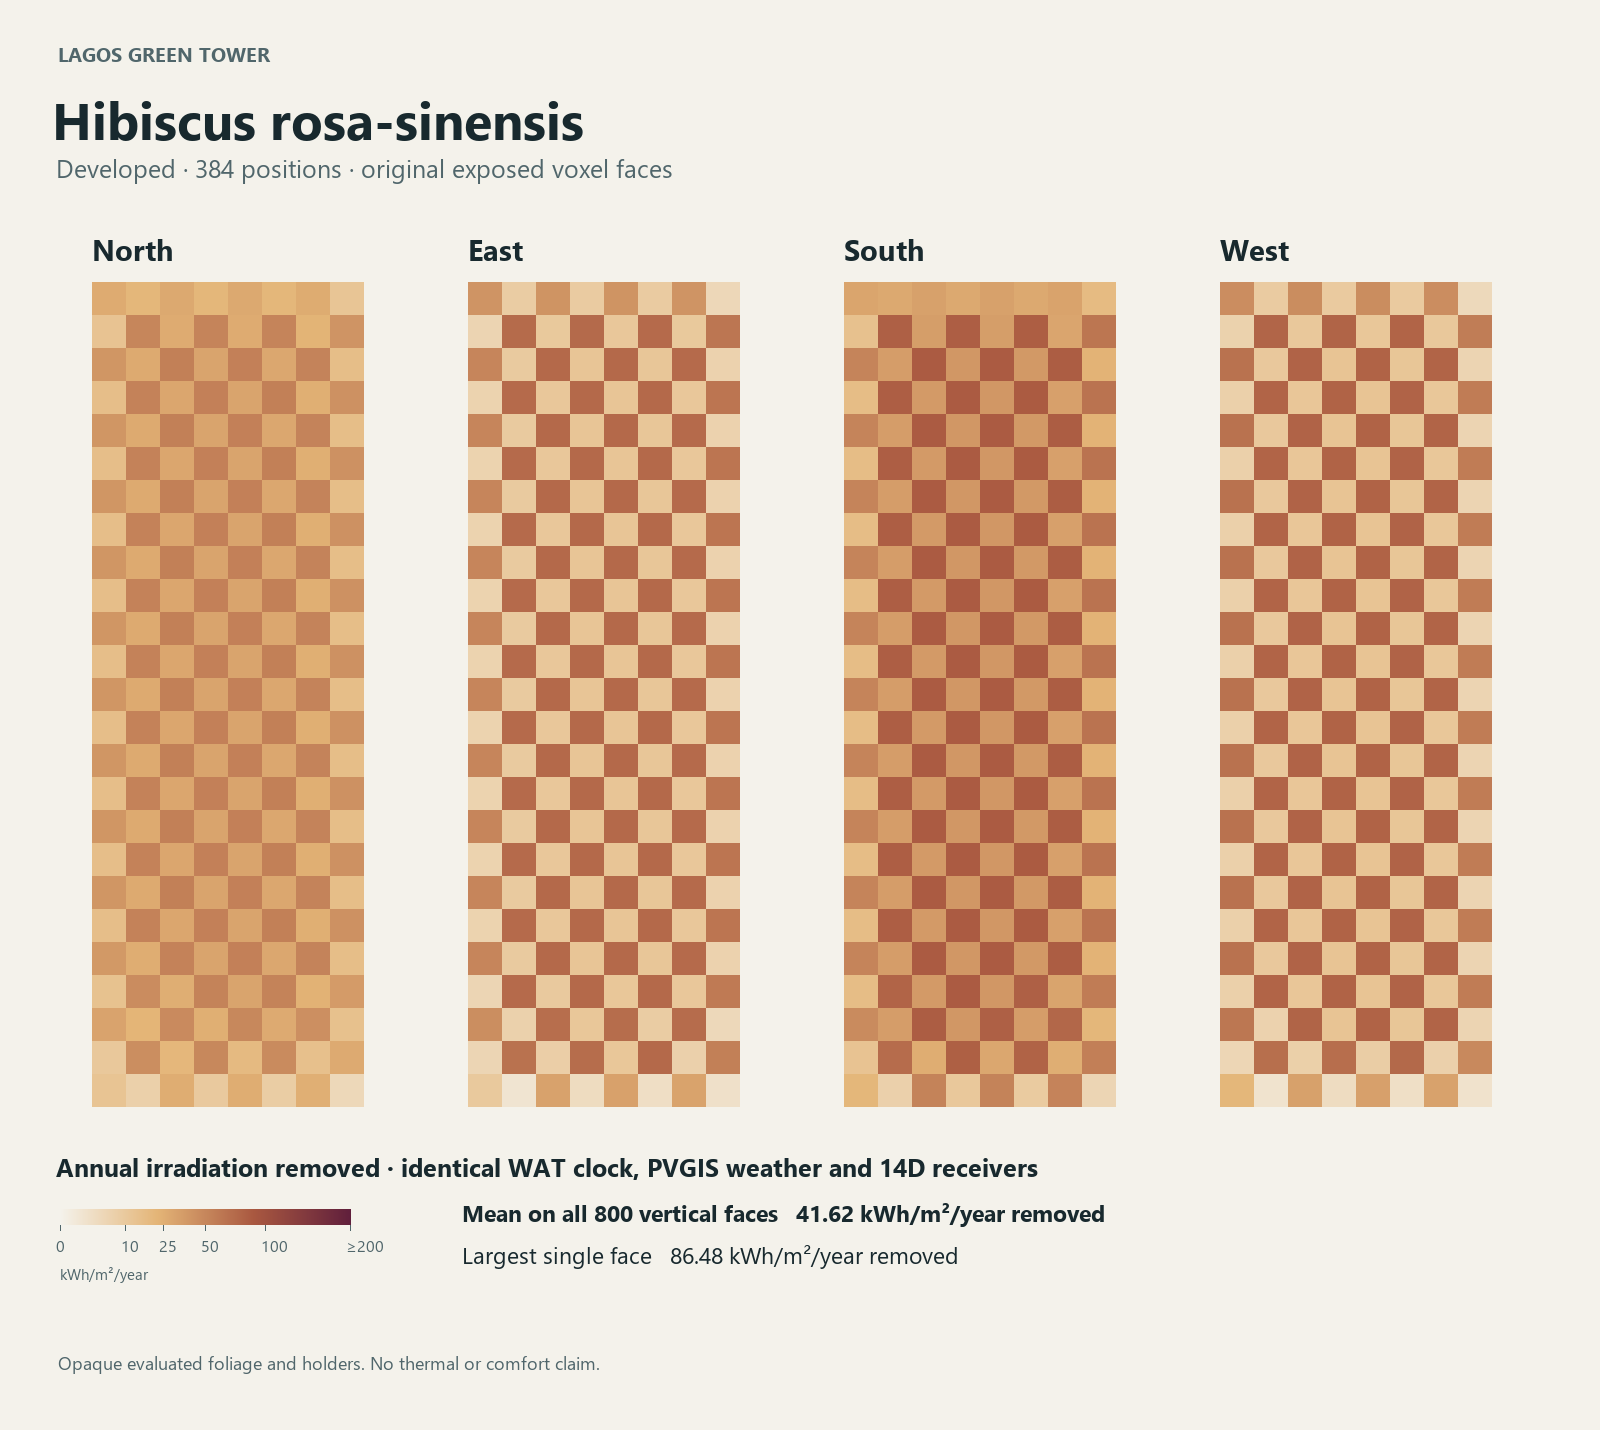 LAGOS GREEN TOWER
Hibiscus rosa-sinensis
Developed · 384 positions · original exposed voxel faces
North East South West
Annual irradiation removed · identical WAT clock, PVGIS weather and 14D receivers
Mean on all 800 vertical faces 41.62 kWh/m²/year removed
0 10 25 50 100 ≥200
Largest single face 86.48 kWh/m²/year removed
kWh/m²/year
Opaque evaluated foliage and holders. No thermal or comfort claim.